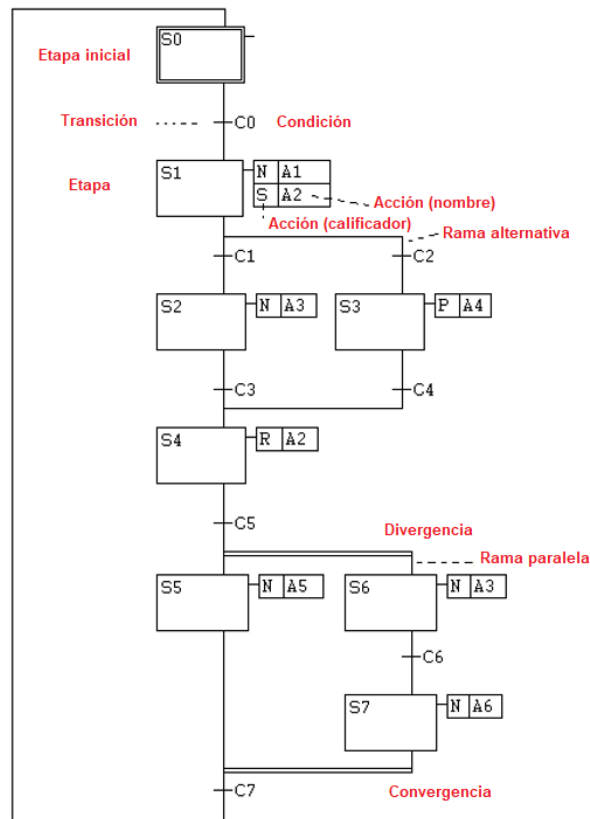 S0
Etapa inicial
Transición
C0
Condición
S1
N A1
Etapa
S A2
Acción (nombre)
Acción (calificador)
Rama alternativa
C1
C2
S2
N A3
S3
P A4
C3
C4
S4
R A2
C5
Divergencia
Rama paralela
S5
N A5
S6
N A3
C6
S7
N A6
C7
Convergencia